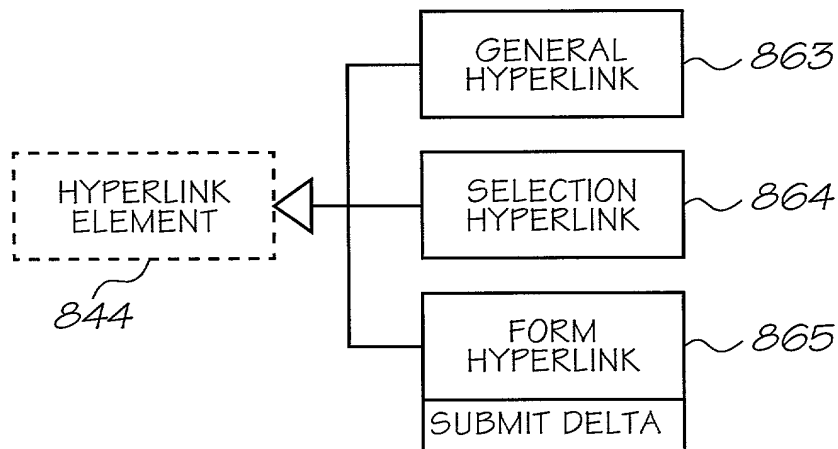 GENERAL
HYPERLINK
863
HYPERLINK
ELEMENT
844
SELECTION
HYPERLINK
864
FORM
HYPERLINK
865
SUBMIT DELTA